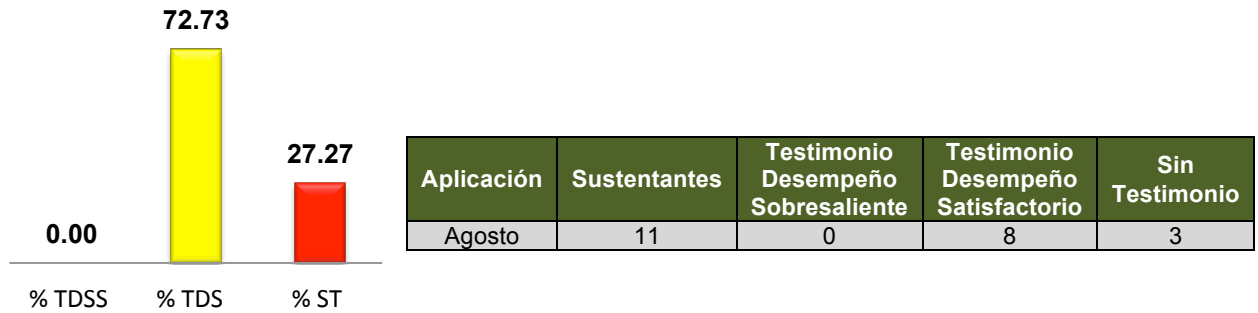 72.73
27.27
0.00
% TDSS % TDS % ST
Aplicación Sustentantes Testimonio Desempeño Sobresaliente Testimonio Desempeño Satisfactorio Sin Testimonio
Agosto 11 0 8 3